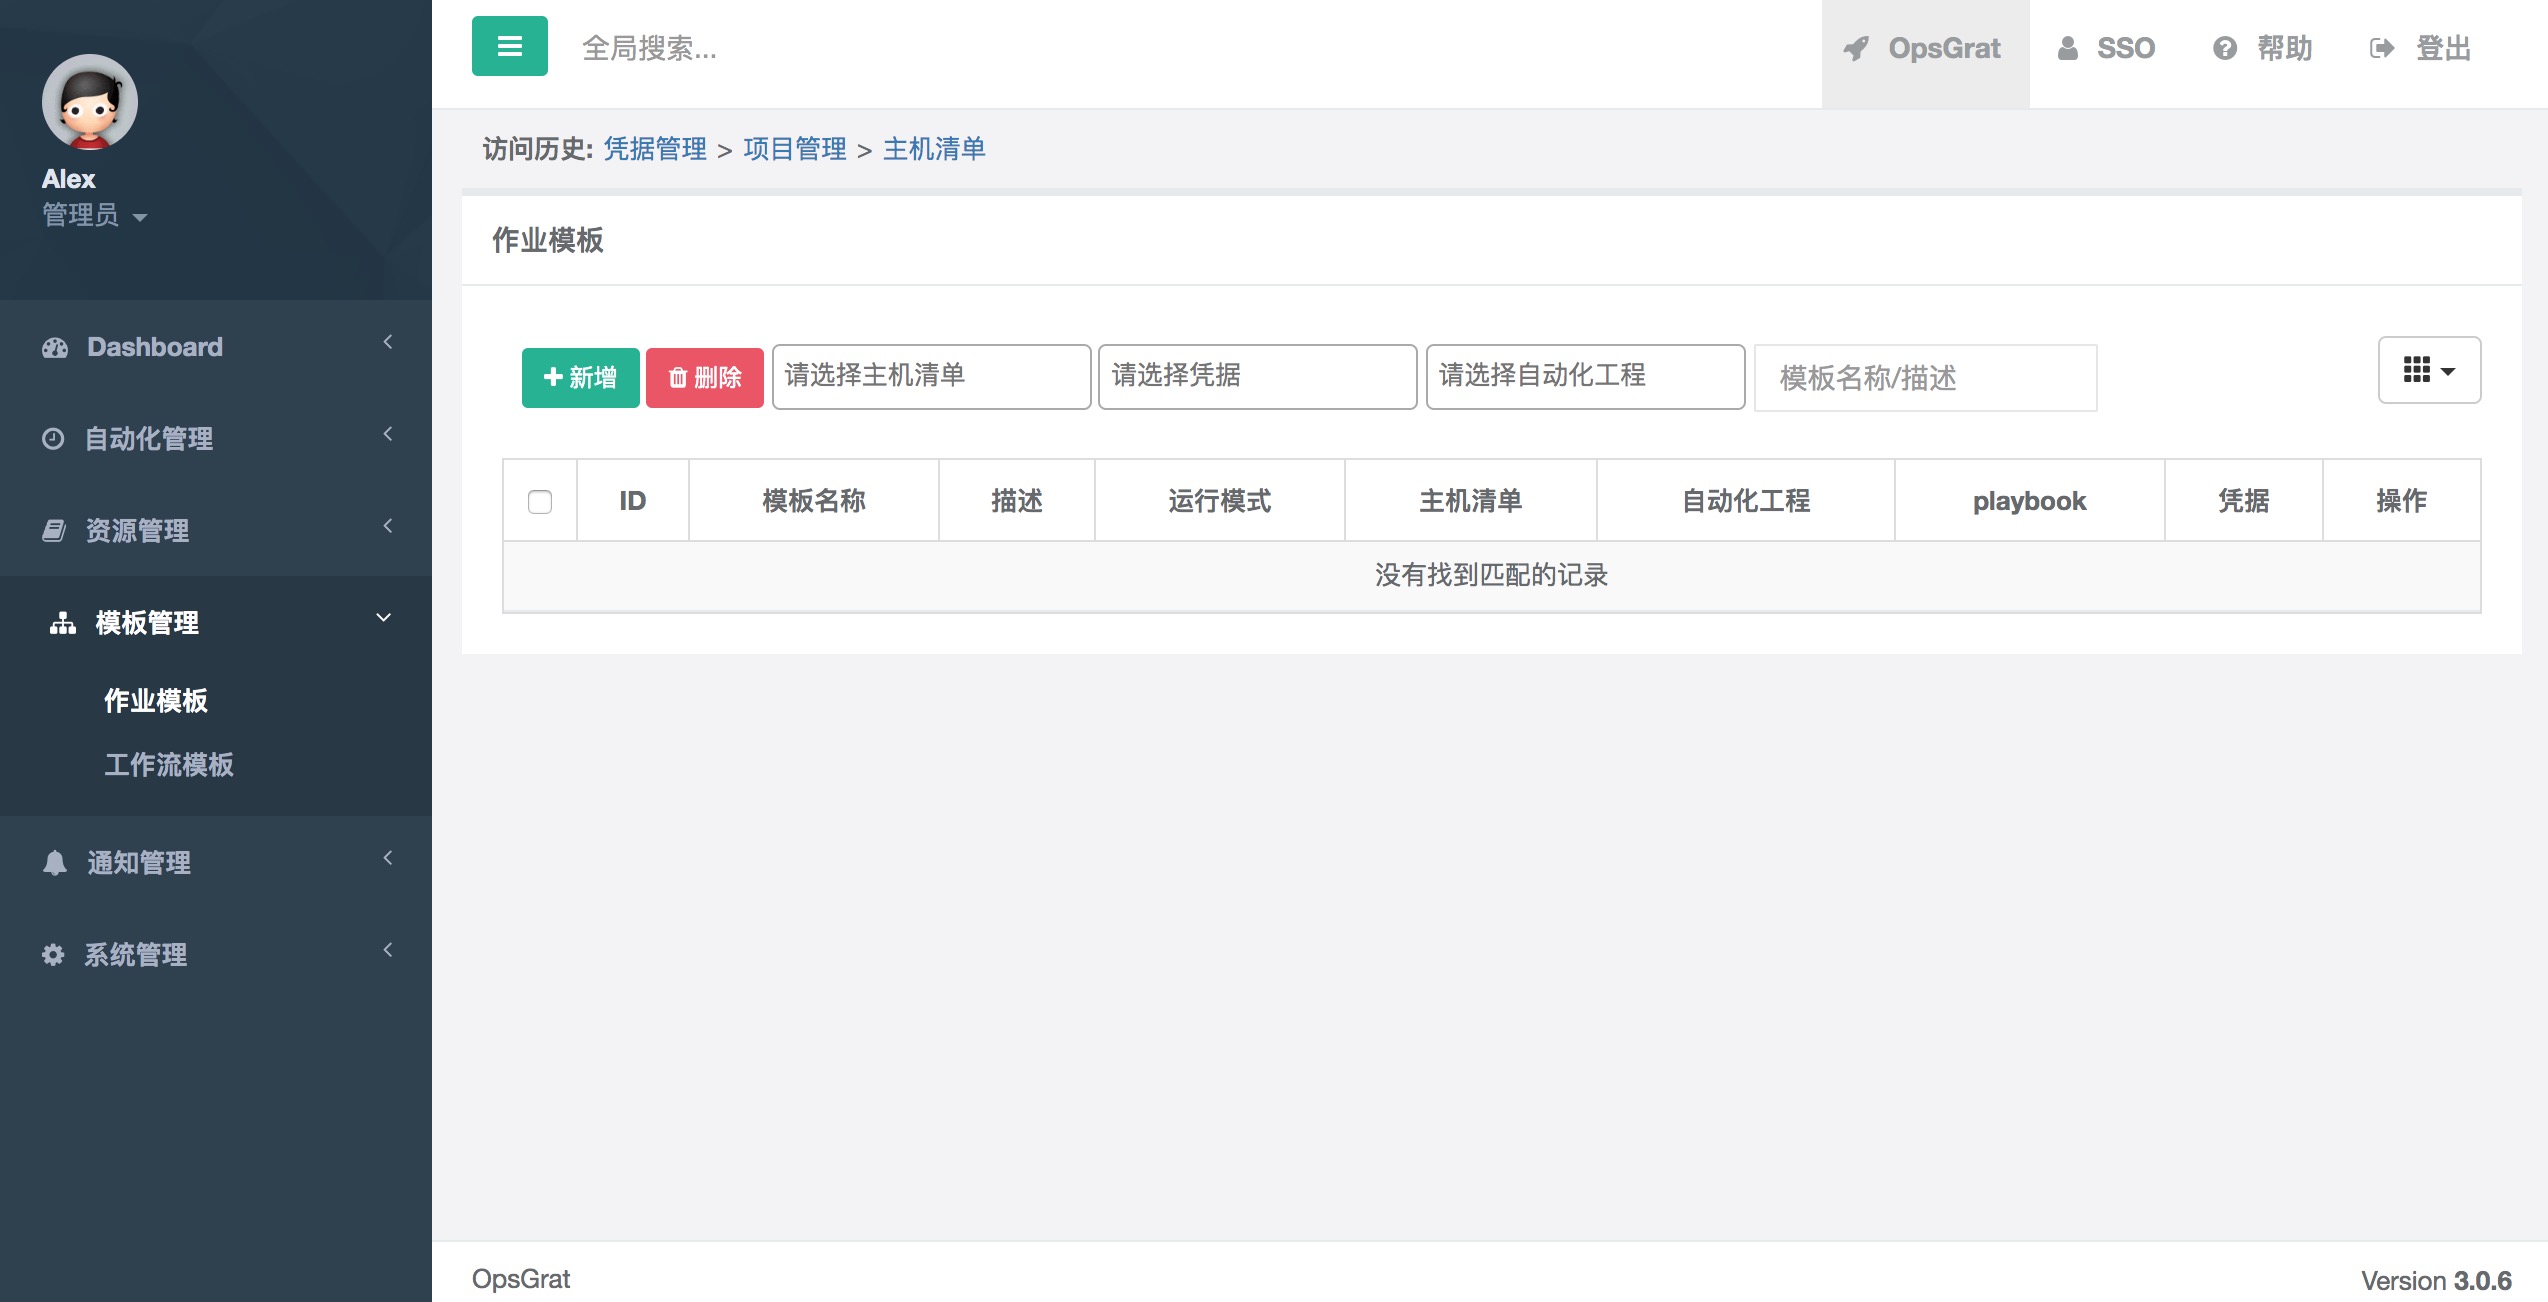 全局搜索...
OpsGrat SSO 帮助 登出
Alex
管理员
Dashboard
自动化管理
资源管理
模板管理
作业模板
工作流模板
通知管理
系统管理
访问历史: 凭据管理 > 项目管理 > 主机清单
作业模板
新增 删除 请选择主机清单 请选择凭据 请选择自动化工程 模板名称/描述
ID 模板名称 描述 运行模式 主机清单 自动化工程 playbook 凭据 操作
没有找到匹配的记录
OpsGrat Version 3.0.6